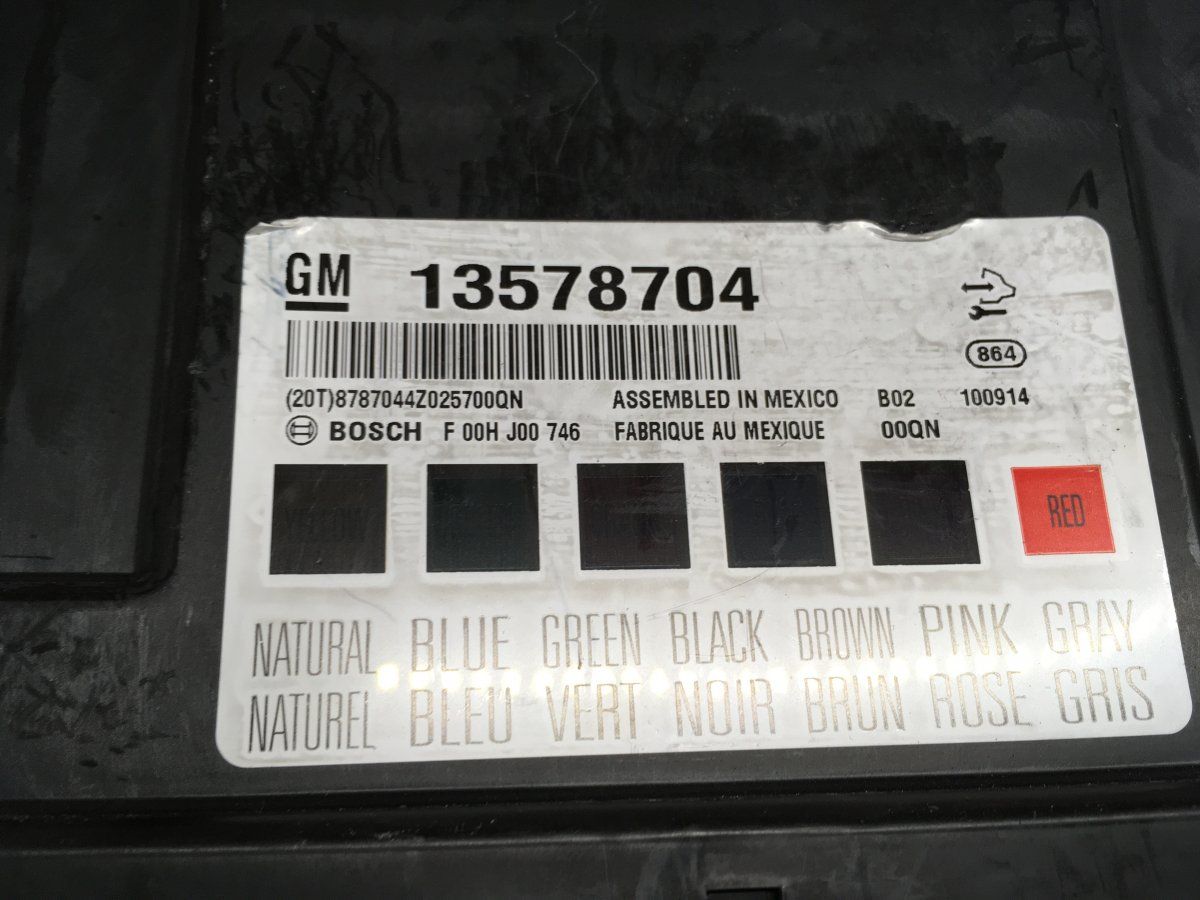 GM 13578704
864
(20T)8787044Z025700QN ASSEMBLED IN MEXICO B02 100914
BOSCH F 00H J00 746 FABRIQUE AU MEXIQUE 00QN
RED
NATURAL BLUE GREEN BLACK BROWN PINK GRAY
NATUREL BLEU VERT NOIR BRUN ROSE GRIS